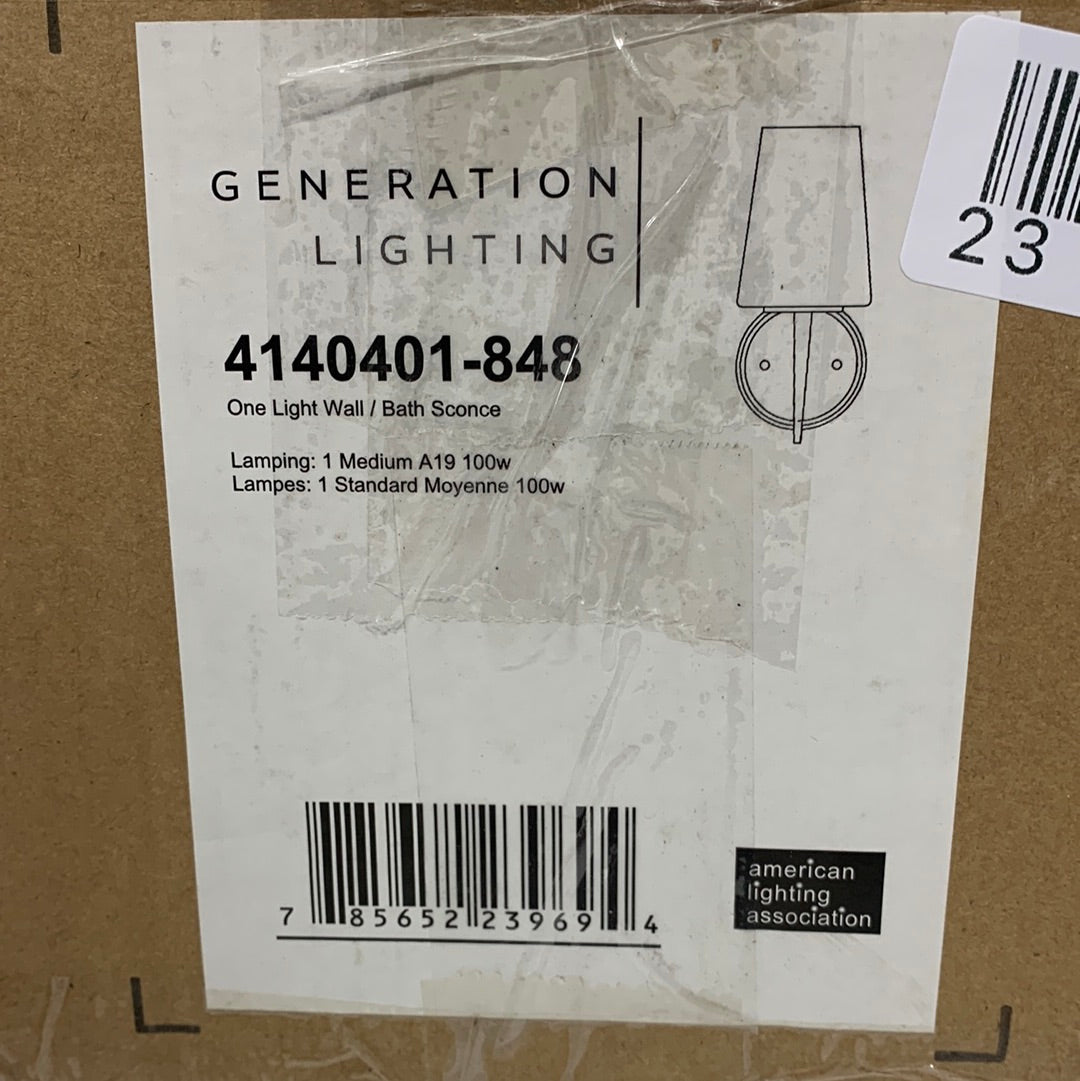 GENERATION
LIGHTING
23
4140401-848
One Light Wall / Bath Sconce
Lamping: 1 Medium A19 100w
Lampes: 1 Standard Moyenne 100w
7 85652 23969 4
american
lighting
association